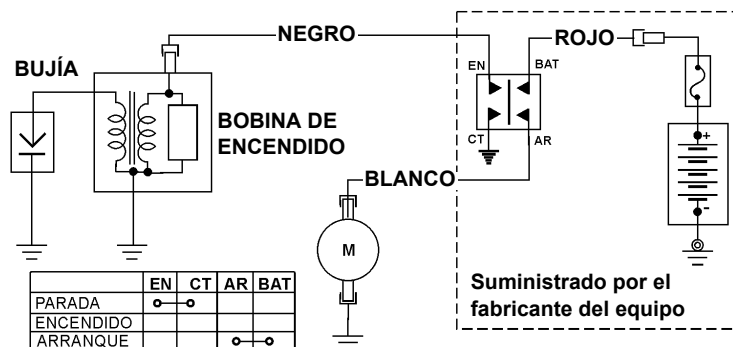 NEGRO
ROJO
BUJÍA
EN
BAT
BOBINA DE
ENCENDIDO
CT
AR
BLANCO
+
-
M
Suministrado por el
fabricante del equipo
EN CT AR BAT
PARADA
ENCENDIDO
ARRANQUE